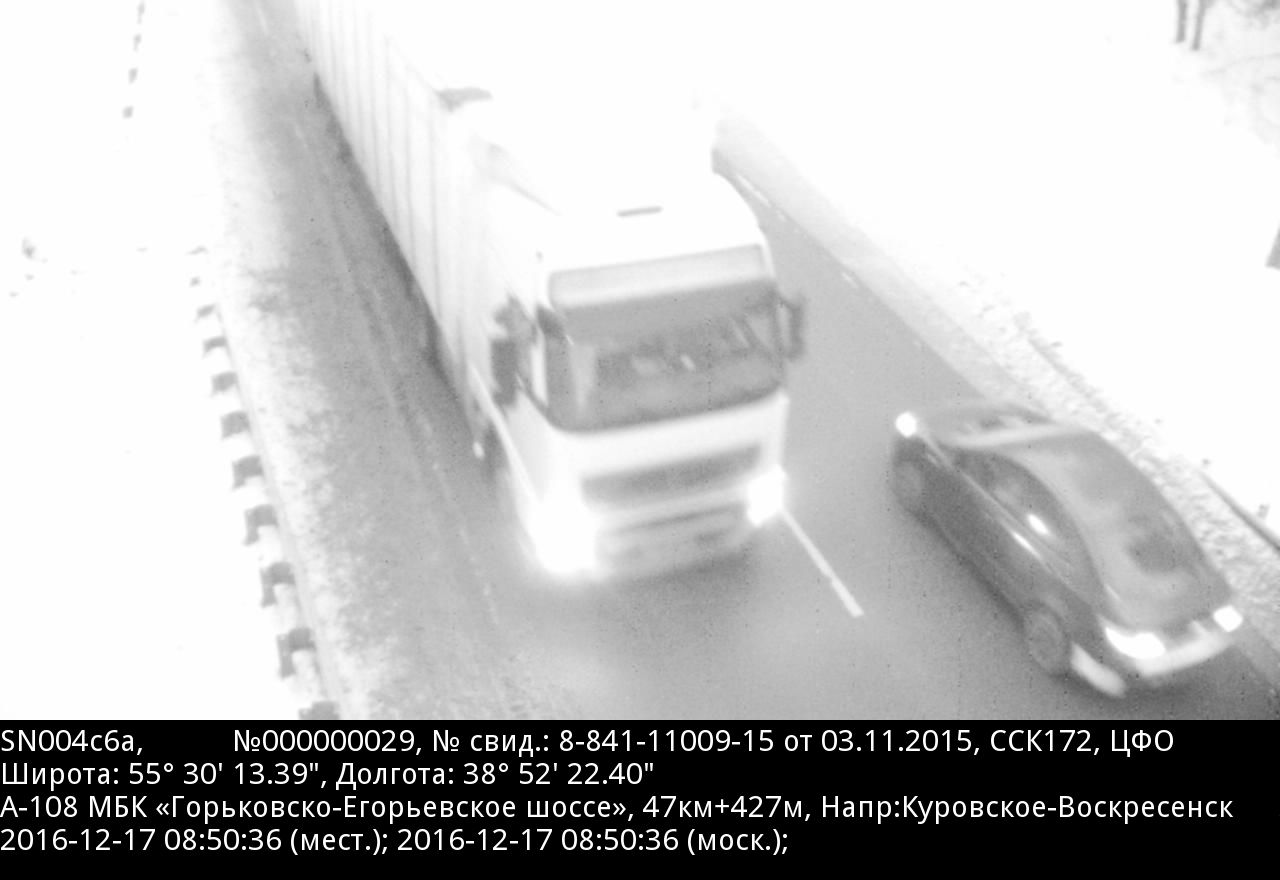 SN004c6a, №000000029, № свид.: 8-841-11009-15 от 03.11.2015, ССК172, ЦФО
Широта: 55° 30' 13.39", Долгота: 38° 52' 22.40"
А-108 МБК «Горьковско-Егорьевское шоссе», 47км+427м, Напр:Куровское-Воскресенск
2016-12-17 08:50:36 (мест.); 2016-12-17 08:50:36 (моск.);